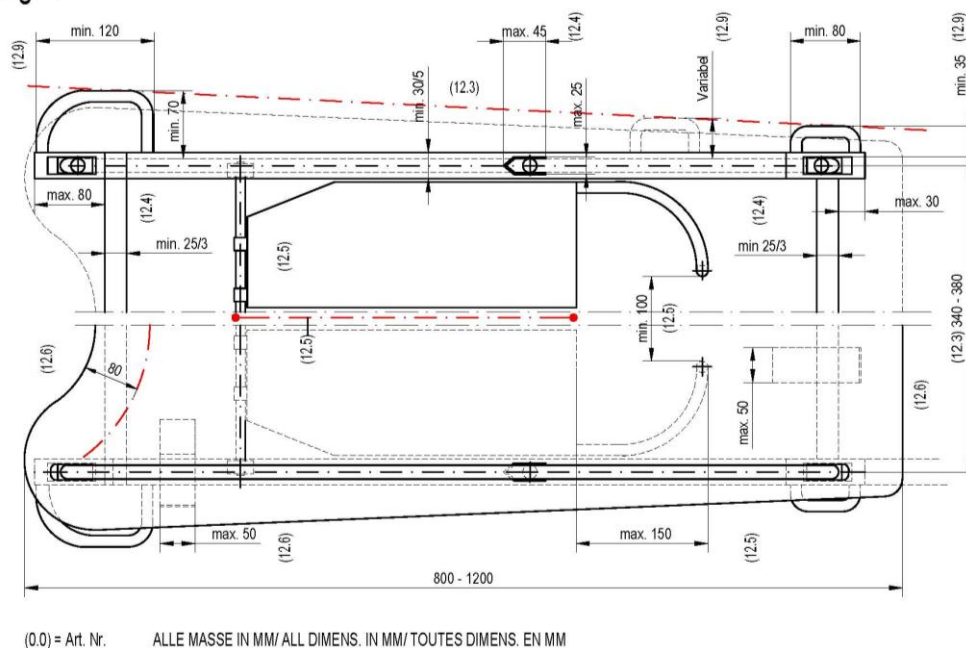 min. 120
max. 45
(12.4)
(12.9)
min. 80
(12.9)
(12.9)
min. 35
min. 70
min. 30/5
(12.3)
max. 25
Variabel
max. 80
(12.4)
(12.4)
max. 30
min. 25/3
(12.5)
min 25/3
min. 100
(12.5)
(12.5)
(12.3) 340 - 380
(12.6)
80
max. 50
(12.6)
max. 50
(12.6)
max. 150
(12.5)
800 - 1200
(0.0) = Art. Nr. ALLE MASSE IN MM/ ALL DIMENS. IN MM/ TOUTES DIMENS. EN MM